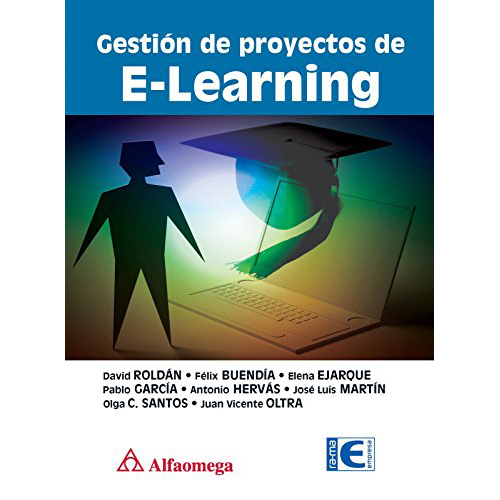 Gestión de proyectos de
E-Learning
David ROLDÁN • Félix BUENDÍA • Elena EJARQUE
Pablo GARCÍA • Antonio HERVÁS • José Luis MARTÍN
Olga C. SANTOS • Juan Vicente OLTRA
Alfaomega
ra-ma
E
empresa